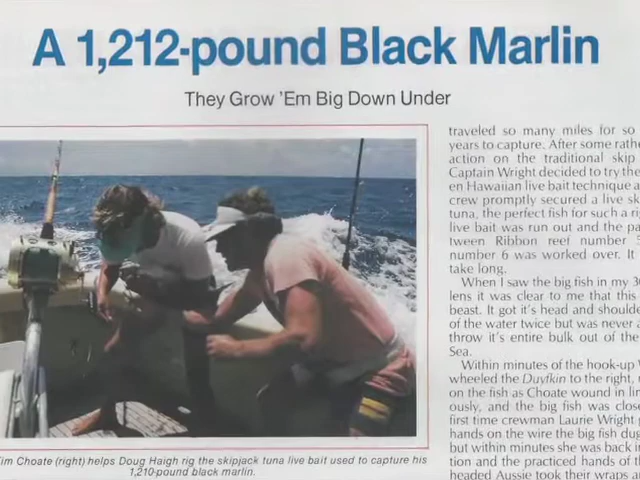 A 1,212-pound Black Marlin
They Grow 'Em Big Down Under
traveled so many miles for so
years to capture. After some rathe
action on the traditional skip
Captain Wright decided to try the
en Hawaiian live bait technique a
crew promptly secured a live sk
tuna, the perfect fish for such a ri
live bait was run out and the pa
tween Ribbon reef number 5
number 6 was worked over. It
take long.
When I saw the big fish in my 30
lens it was clear to me that this
beast. It got it's head and shoulde
of the water twice but was never a
throw it's entire bulk out of the
Sea.
Within minutes of the hook-up W
wheeled the Duyfkin to the right,
on the fish as Choate wound in lin
ously, and the big fish was close
first time crewman Laurie Wright
hands on the wire the big fish dug
but within minutes she was back i
tion and the practiced hands of t
headed Aussie took their wraps a
im Choate (right) helps Doug Haigh rig the skipjack tuna live bait used to capture his
1,210-pound black marlin.